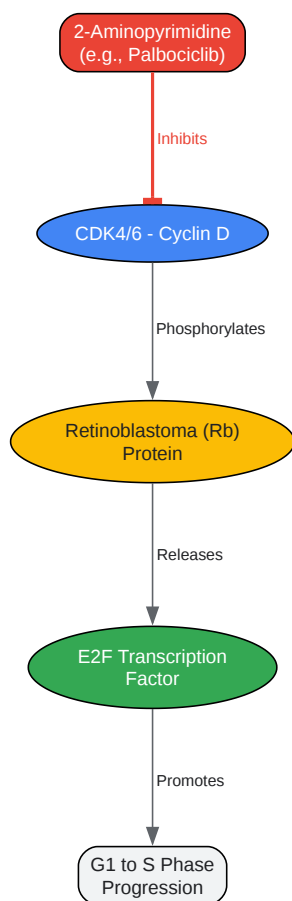 2-Aminopyrimidine
(e.g., Palbociclib)
Inhibits
CDK4/6 - Cyclin D
Phosphorylates
Retinoblastoma (Rb)
Protein
Releases
E2F Transcription
Factor
Promotes
G1 to S Phase
Progression